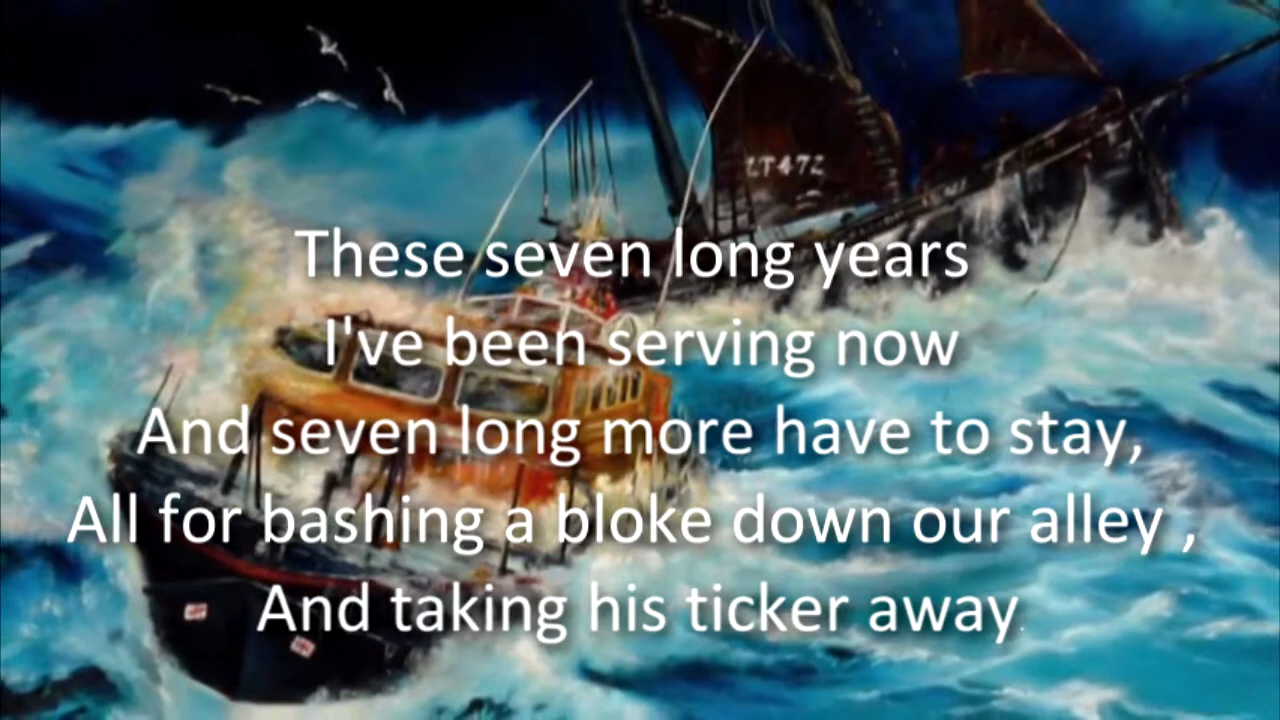 LT472
These seven long years
I've been serving now
And seven long more have to stay,
All for bashing a bloke down our alley ,
And taking his ticker away.